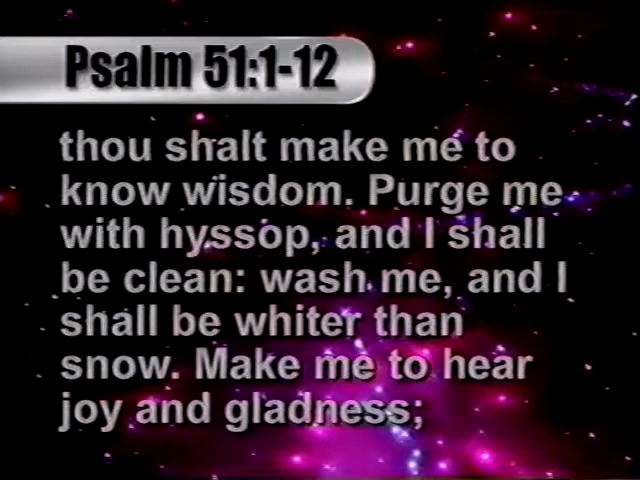 Psalm 51:1-12
thou shalt make me to
know wisdom. Purge me
with hyssop, and I shall
be clean: wash me, and I
shall be whiter than
snow. Make me to hear
joy and gladness;